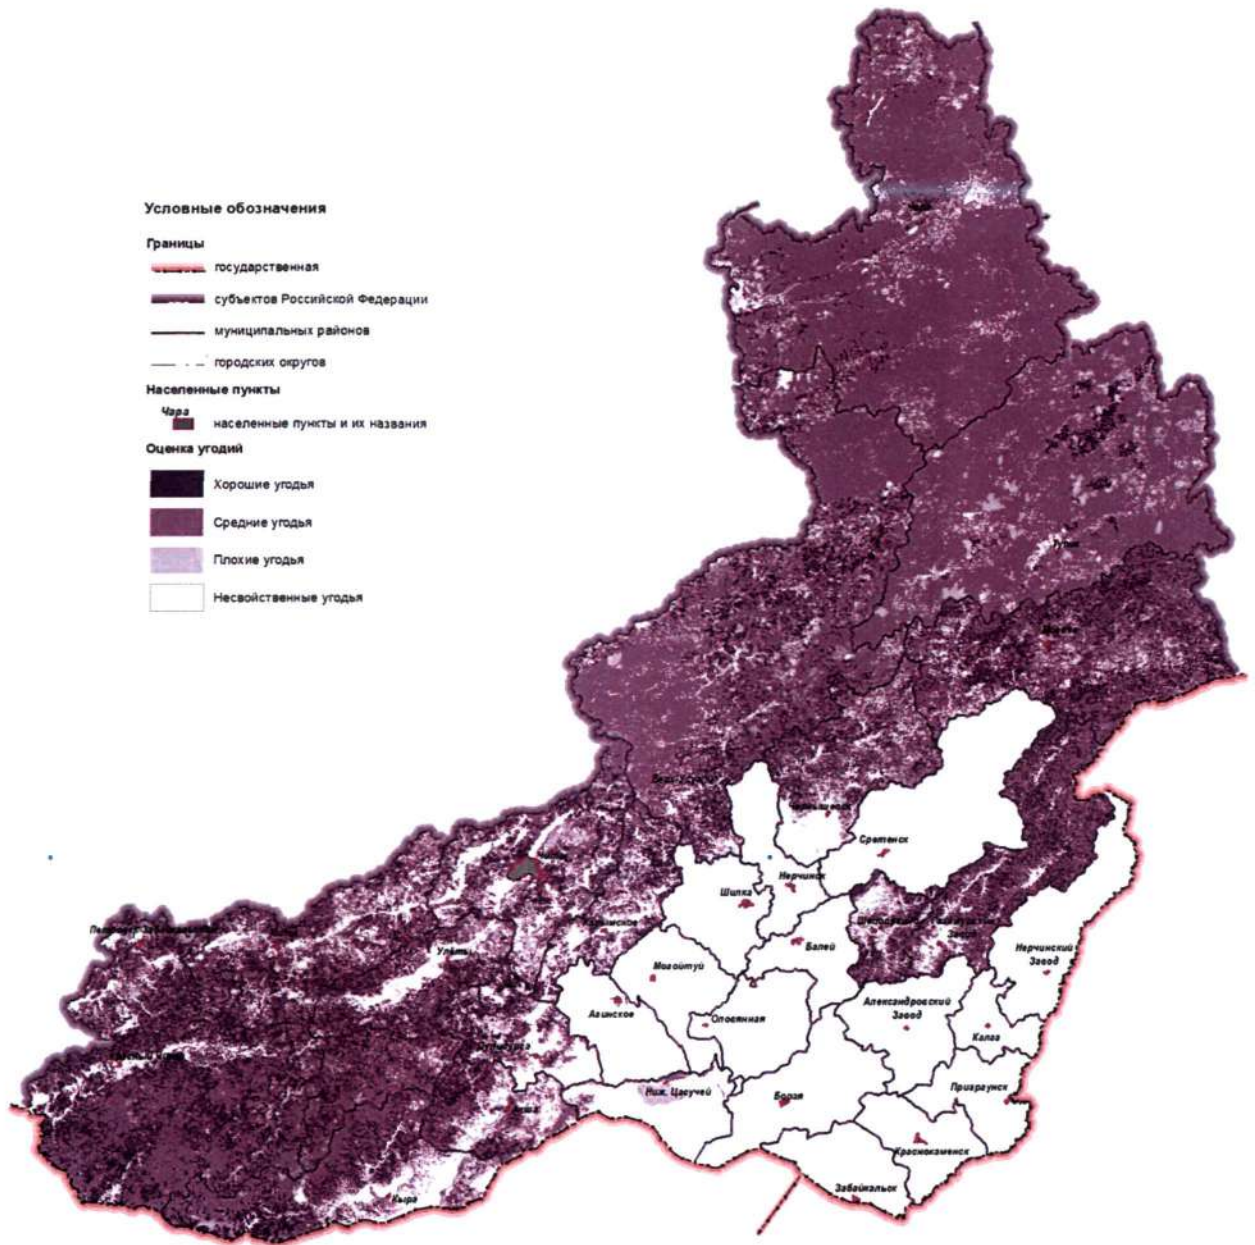 Условные обозначения
Границы
государственная
субъектов Российской Федерации
муниципальных районов
городских округов
Населенные пункты
Чара
населенные пункты и их названия
Оценка угодий
Хорошие угодья
Средние угодья
Плохие угодья
Несвойственные угодья
Тупик
Сретенск
Нерчинск
Шилка
Балей
Нерчинский
Завод
Улёты
Могойтуй
Агинское
Оловянная
Александровский
Завод
Калга
Ниж. Цасучей
Борзя
Приаргунск
Краснокаменск
Забайкальск
Кыра